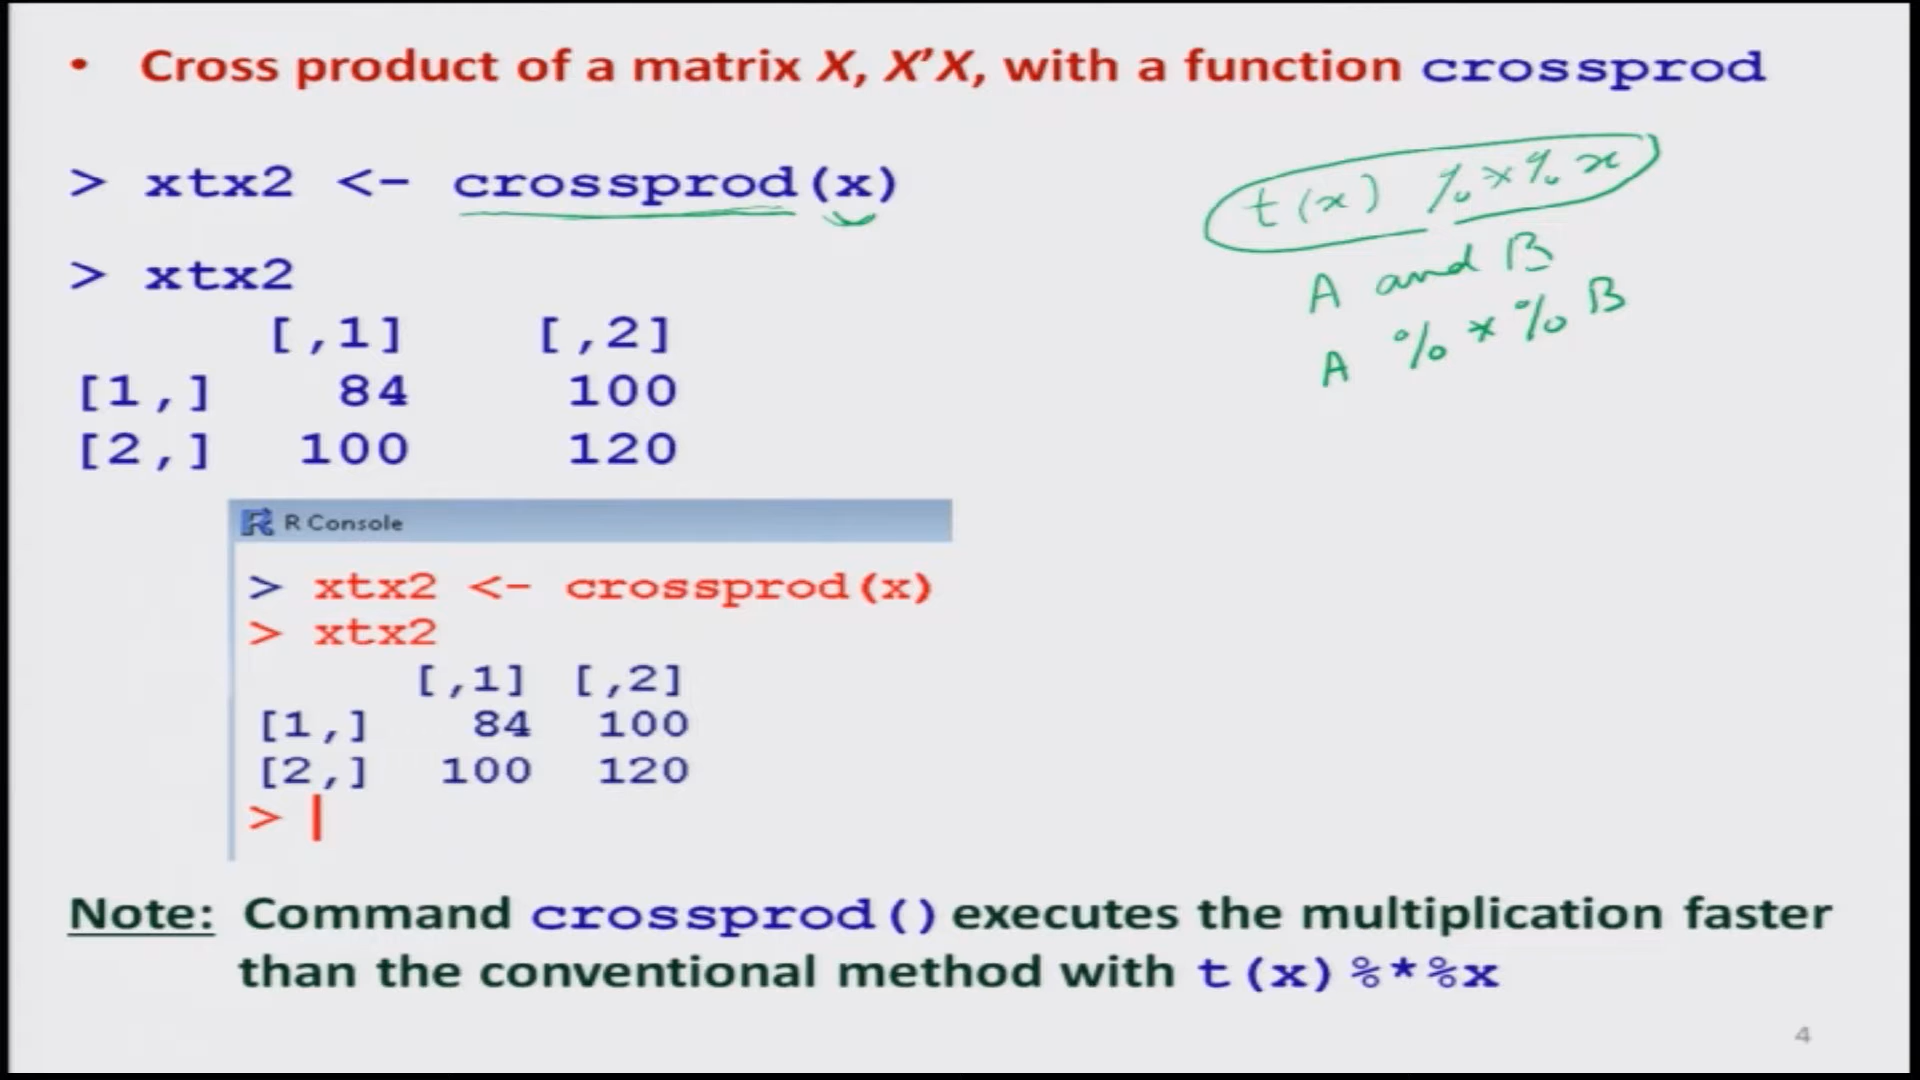 • Cross product of a matrix X, X’X, with a function crossprod
> xtx2 <- crossprod(x)
t(x) %*% x
A and B
A %*% B
> xtx2
[,1] [,2]
[1,] 84 100
[2,] 100 120
R Console
> xtx2 <- crossprod(x)
> xtx2
[,1] [,2]
[1,] 84 100
[2,] 100 120
>
Note: Command crossprod() executes the multiplication faster
than the conventional method with t(x)%*%x
4